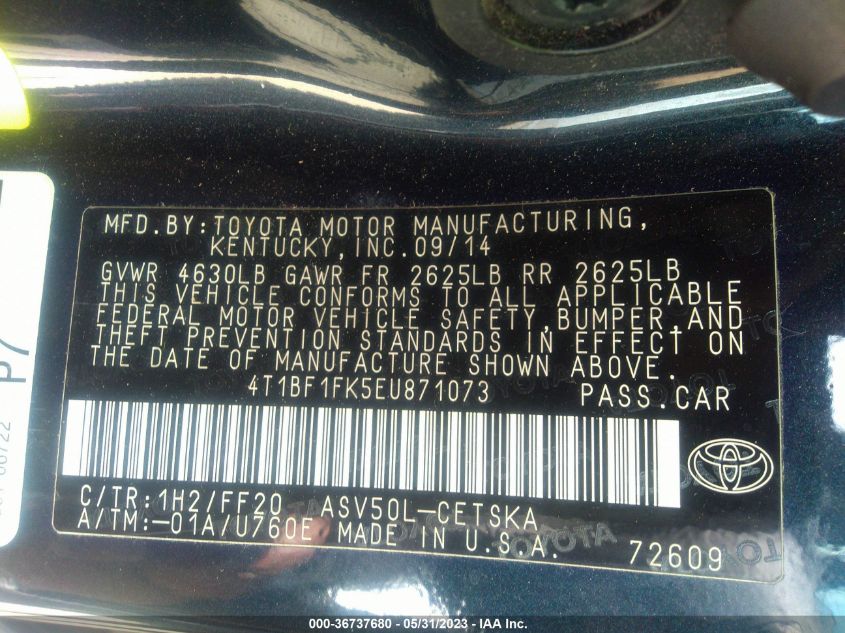 MFD.BY:TOYOTA MOTOR MANUFACTURING,
KENTUCKY,INC.09/14
GVWR 4630LB GAWR FR 2625LB RR 2625LB
THIS VEHICLE CONFORMS TO ALL APPLICABLE
FEDERAL MOTOR VEHICLE SAFETY,BUMPER,AND
THEFT PREVENTION STANDARDS IN EFFECT ON
THE DATE OF MANUFACTURE SHOWN ABOVE.
4T1BF1FK5EU871073 PASS.CAR
C/TR:1H2/FF20 ASV50L-CETSKA
A/TM:-01A/U760E MADE IN U.S.A.
72609
P7
000-36737680 - 05/31/2023 - IAAI.COM